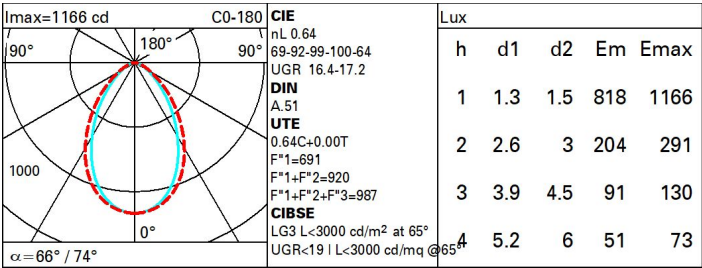 Imax=1166 cd C0-180
90° 180° 90°
1000
0°
α=66° / 74°
CIE
nL 0.64
69-92-99-100-64
UGR 16.4-17.2
DIN
A.51
UTE
0.64C+0.00T
F"1=691
F"1+F"2=920
F"1+F"2+F"3=987
CIBSE
LG3 L<3000 cd/m² at 65°
UGR<19 | L<3000 cd/mq @65°
Lux
h d1 d2 Em Emax
1 1.3 1.5 818 1166
2 2.6 3 204 291
3 3.9 4.5 91 130
4 5.2 6 51 73